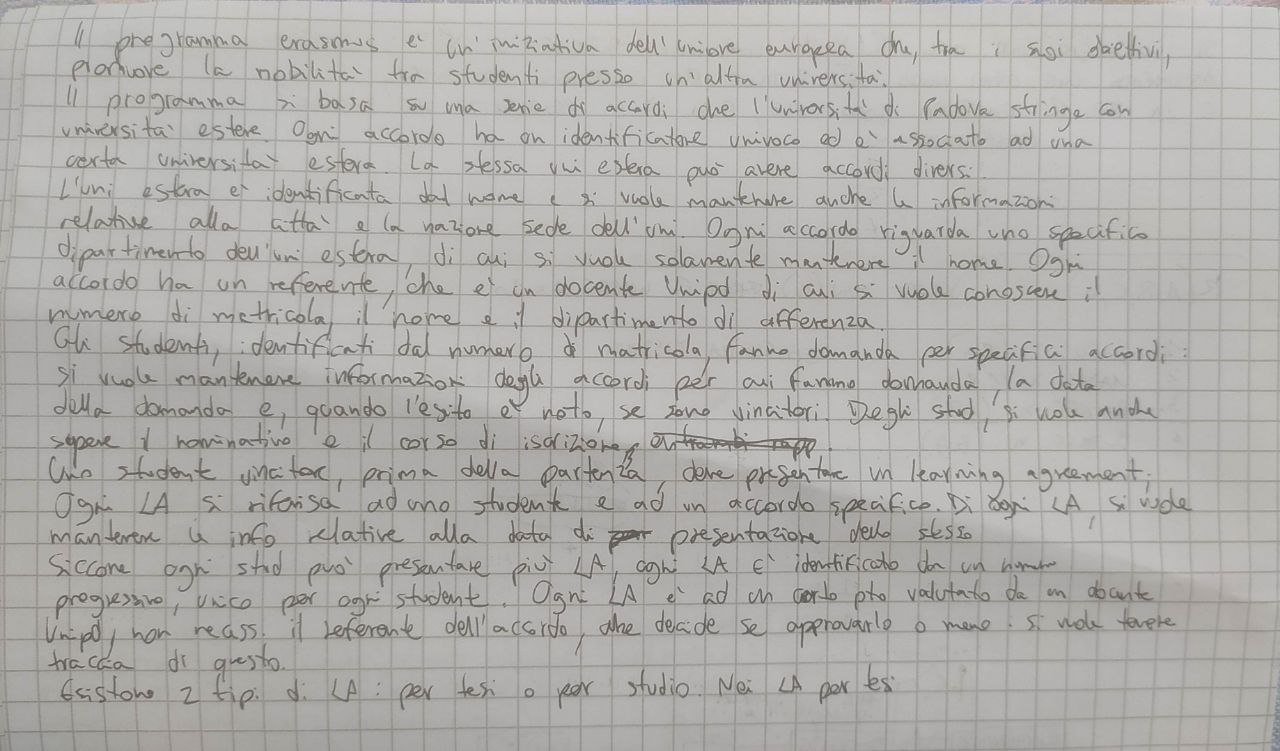 Il programma erasmus è un'iniziativa dell'unione europea che, tra i suoi obiettivi,
promuove la mobilità tra studenti presso un'altra università.
Il programma si basa su una serie di accordi che l'università di Padova stringe con
università estere. Ogni accordo ha un identificatore univoco ed è associato ad una
certa università estera. La stessa uni estera può avere accordi diversi.
L'uni estera è identificata dal nome e si vuole mantenere anche le informazioni
relative alla città e la nazione sede dell'uni. Ogni accordo riguarda uno specifico
dipartimento dell'uni estera, di cui si vuole solamente mantenere il nome. Ogni
accordo ha un referente, che è un docente Unipd di cui si vuole conoscere il
numero di matricola, il nome e il dipartimento di afferenza.
Gli studenti, identificati dal numero di matricola, fanno domanda per specifici accordi:
si vuole mantenere informazioni degli accordi per cui fanno domanda, la data
della domanda e, quando l'esito è noto, se sono vincitori. Degli stud, si vuole anche
sapere il nominativo e il corso di iscrizione,
Uno studente vincitore, prima della partenza, deve presentare un learning agreement;
Ogni LA si riferisce ad uno studente e ad un accordo specifico. Di ogni LA, si vuole
mantenere le info relative alla data di presentazione dello stesso
Siccome ogni stud può presentare più LA, ogni LA è identificato da un numero
progressivo, unico per ogni studente. Ogni LA è ad un certo pto valutato da un docente
Unipd, non necess. il referente dell'accordo, che decide se approvarlo o meno: si vuole tenere
traccia di questo.
Esistono 2 tipi di LA: per tesi o per studio. Nei LA per tesi